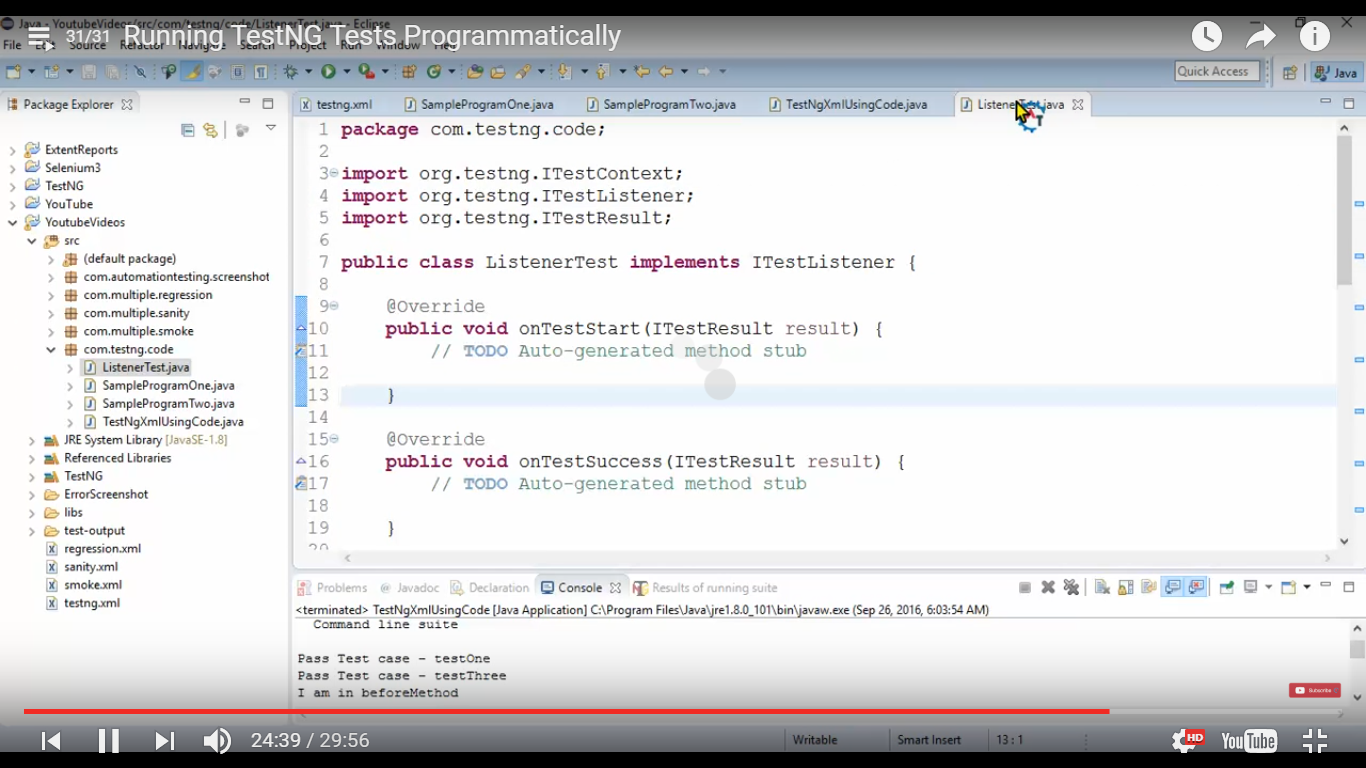 Java - YoutubeVideos/src/com/testng/code/ListenerTest.java - Eclipse
31/31 Running TestNG Tests Programmatically
File Edit Source Refactor Navigate Search Project Run Window Help
Quick Access
Java
Package Explorer
testng.xml SampleProgramOne.java SampleProgramTwo.java TestNgXmlUsingCode.java ListenerTest.java
ExtentReports
Selenium3
TestNG
YouTube
YoutubeVideos
src
(default package)
com.automationtesting.screenshot
com.multiple.regression
com.multiple.sanity
com.multiple.smoke
com.testng.code
ListenerTest.java
SampleProgramOne.java
SampleProgramTwo.java
TestNgXmlUsingCode.java
JRE System Library [JavaSE-1.8]
Referenced Libraries
TestNG
ErrorScreenshot
libs
test-output
regression.xml
sanity.xml
smoke.xml
testng.xml
1 package com.testng.code;
2
3 import org.testng.ITestContext;
4 import org.testng.ITestListener;
5 import org.testng.ITestResult;
6
7 public class ListenerTest implements ITestListener {
8
9 @Override
10 public void onTestStart(ITestResult result) {
11 // TODO Auto-generated method stub
12
13 }
14
15 @Override
16 public void onTestSuccess(ITestResult result) {
17 // TODO Auto-generated method stub
18
19 }
20
Problems @ Javadoc Declaration Console Results of running suite
<terminated> TestNgXmlUsingCode [Java Application] C:\Program Files\Java\jre1.8.0_101\bin\javaw.exe (Sep 26, 2016, 6:03:54 AM)
Command line suite
Pass Test case - testOne
Pass Test case - testThree
I am in beforeMethod
Subscribe
24:39 / 29:56
Writable Smart Insert 13 : 1
HD
YouTube